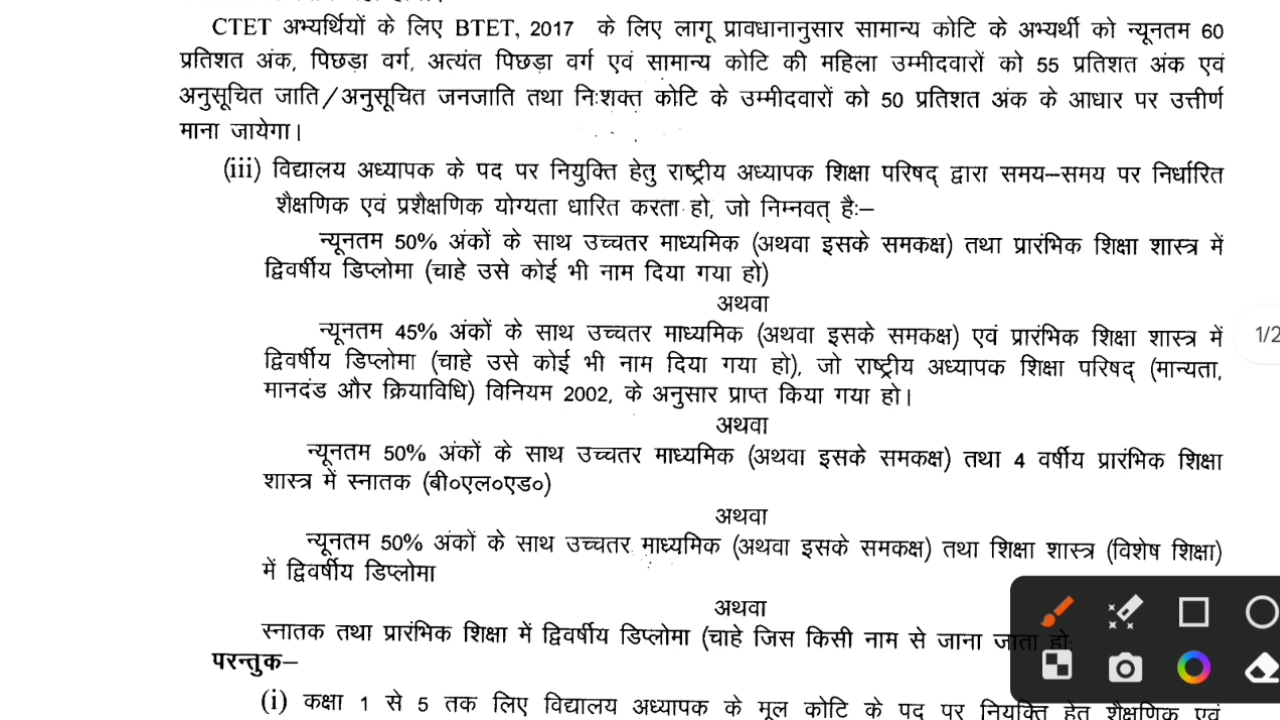 CTET अभ्यर्थियों के लिए BTET, 2017 के लिए लागू प्रावधानानुसार सामान्य कोटि के अभ्यर्थी को न्यूनतम 60
प्रतिशत अंक, पिछड़ा वर्ग, अत्यंत पिछड़ा वर्ग एवं सामान्य कोटि की महिला उम्मीदवारों को 55 प्रतिशत अंक एवं
अनुसूचित जाति/अनुसूचित जनजाति तथा निःशक्त कोटि के उम्मीदवारों को 50 प्रतिशत अंक के आधार पर उत्तीर्ण
माना जायेगा।
(iii) विद्यालय अध्यापक के पद पर नियुक्ति हेतु राष्ट्रीय अध्यापक शिक्षा परिषद् द्वारा समय–समय पर निर्धारित
शैक्षणिक एवं प्रशैक्षणिक योग्यता धारित करता हो, जो निम्नवत् हैः–
न्यूनतम 50% अंकों के साथ उच्चतर माध्यमिक (अथवा इसके समकक्ष) तथा प्रारंभिक शिक्षा शास्त्र में
द्विवर्षीय डिप्लोमा (चाहे उसे कोई भी नाम दिया गया हो)
अथवा
न्यूनतम 45% अंकों के साथ उच्चतर माध्यमिक (अथवा इसके समकक्ष) एवं प्रारंभिक शिक्षा शास्त्र में
1/2
द्विवर्षीय डिप्लोमा (चाहे उसे कोई भी नाम दिया गया हो), जो राष्ट्रीय अध्यापक शिक्षा परिषद् (मान्यता,
मानदंड और क्रियाविधि) विनियम 2002, के अनुसार प्राप्त किया गया हो।
अथवा
न्यूनतम 50% अंकों के साथ उच्चतर माध्यमिक (अथवा इसके समकक्ष) तथा 4 वर्षीय प्रारंभिक शिक्षा
शास्त्र में स्नातक (बी०एल०एड०)
अथवा
न्यूनतम 50% अंकों के साथ उच्चतर माध्यमिक (अथवा इसके समकक्ष) तथा शिक्षा शास्त्र (विशेष शिक्षा)
में द्विवर्षीय डिप्लोमा
अथवा
स्नातक तथा प्रारंभिक शिक्षा में द्विवर्षीय डिप्लोमा (चाहे जिस किसी नाम से जाना जाता हो
परन्तुक–
(i) कक्षा 1 से 5 तक लिए विद्यालय अध्यापक के मूल कोटि के पद पर नियुक्ति हेतु शैक्षणिक एवं